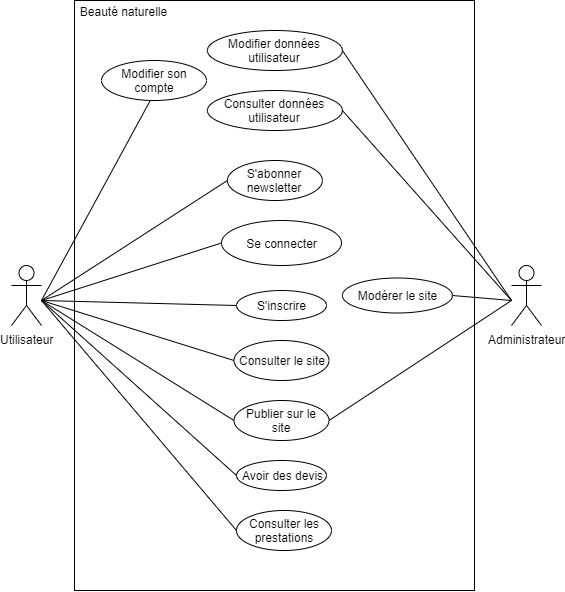 Beauté naturelle
Modifier données
utilisateur
Modifier son
compte
Consulter données
utilisateur
S'abonner
newsletter
Se connecter
Modérer le site
S'inscrire
Utilisateur
Administrateur
Consulter le site
Publier sur le
site
Avoir des devis
Consulter les
prestations